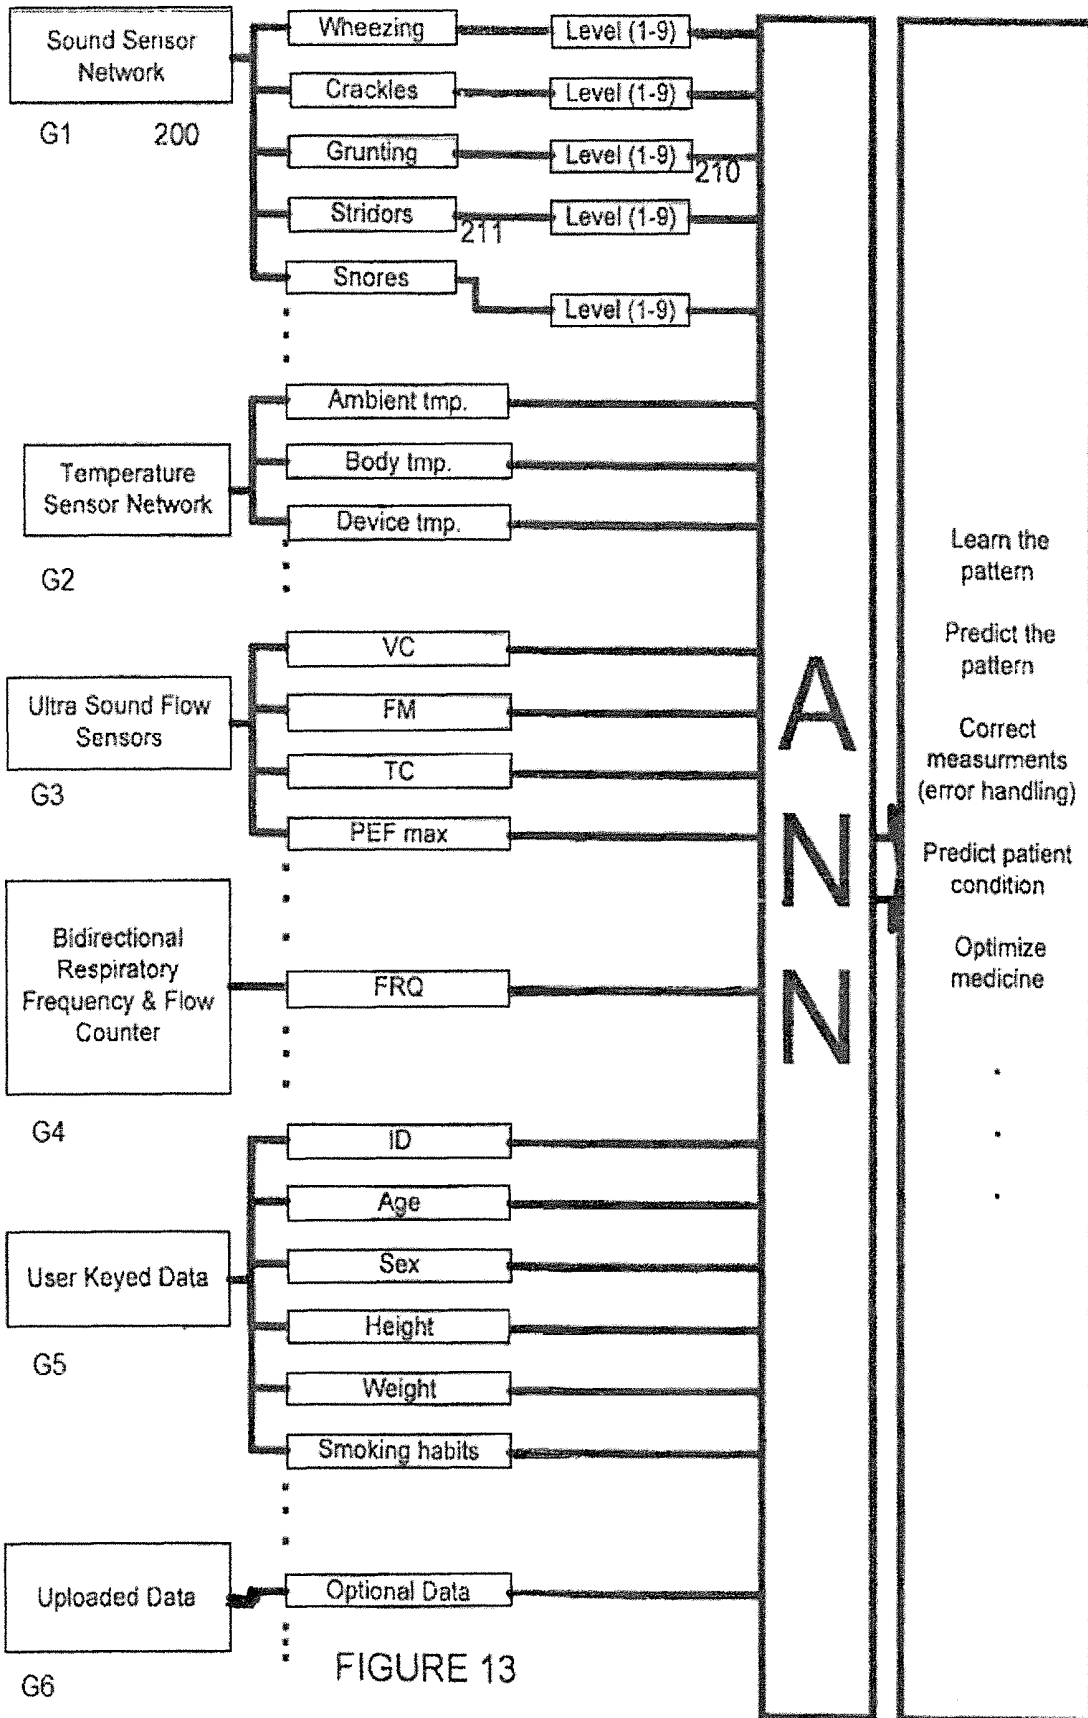 Sound Sensor
Network
G1 200
Wheezing Level (1-9)
Crackles Level (1-9)
Grunting Level (1-9)
210
Stridors Level (1-9)
211
Snores
Level (1-9)
Temperature
Sensor Network
G2
Ambient tmp.
Body tmp.
Device tmp.
Ultra Sound Flow
Sensors
G3
VC
FM
TC
PEF max
Bidirectional
Respiratory
Frequency & Flow
Counter
G4
FRQ
User Keyed Data
G5
ID
Age
Sex
Height
Weight
Smoking habits
Uploaded Data
G6
Optional Data
A
N
N
Learn the
pattern
Predict the
pattern
Correct
measurments
(error handling)
Predict patient
condition
Optimize
medicine
FIGURE 13